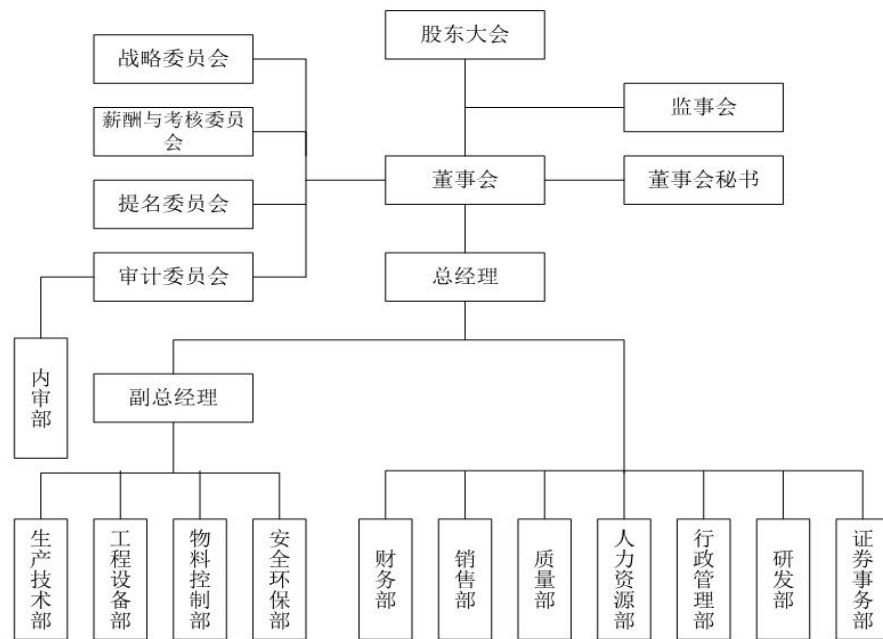 股东大会
战略委员会
监事会
薪酬与考核委员
会
董事会
董事会秘书
提名委员会
审计委员会
总经理
内审部
副总经理
生产技术部
工程设备部
物料控制部
安全环保部
财务部
销售部
质量部
人力资源部
行政管理部
研发部
证券事务部